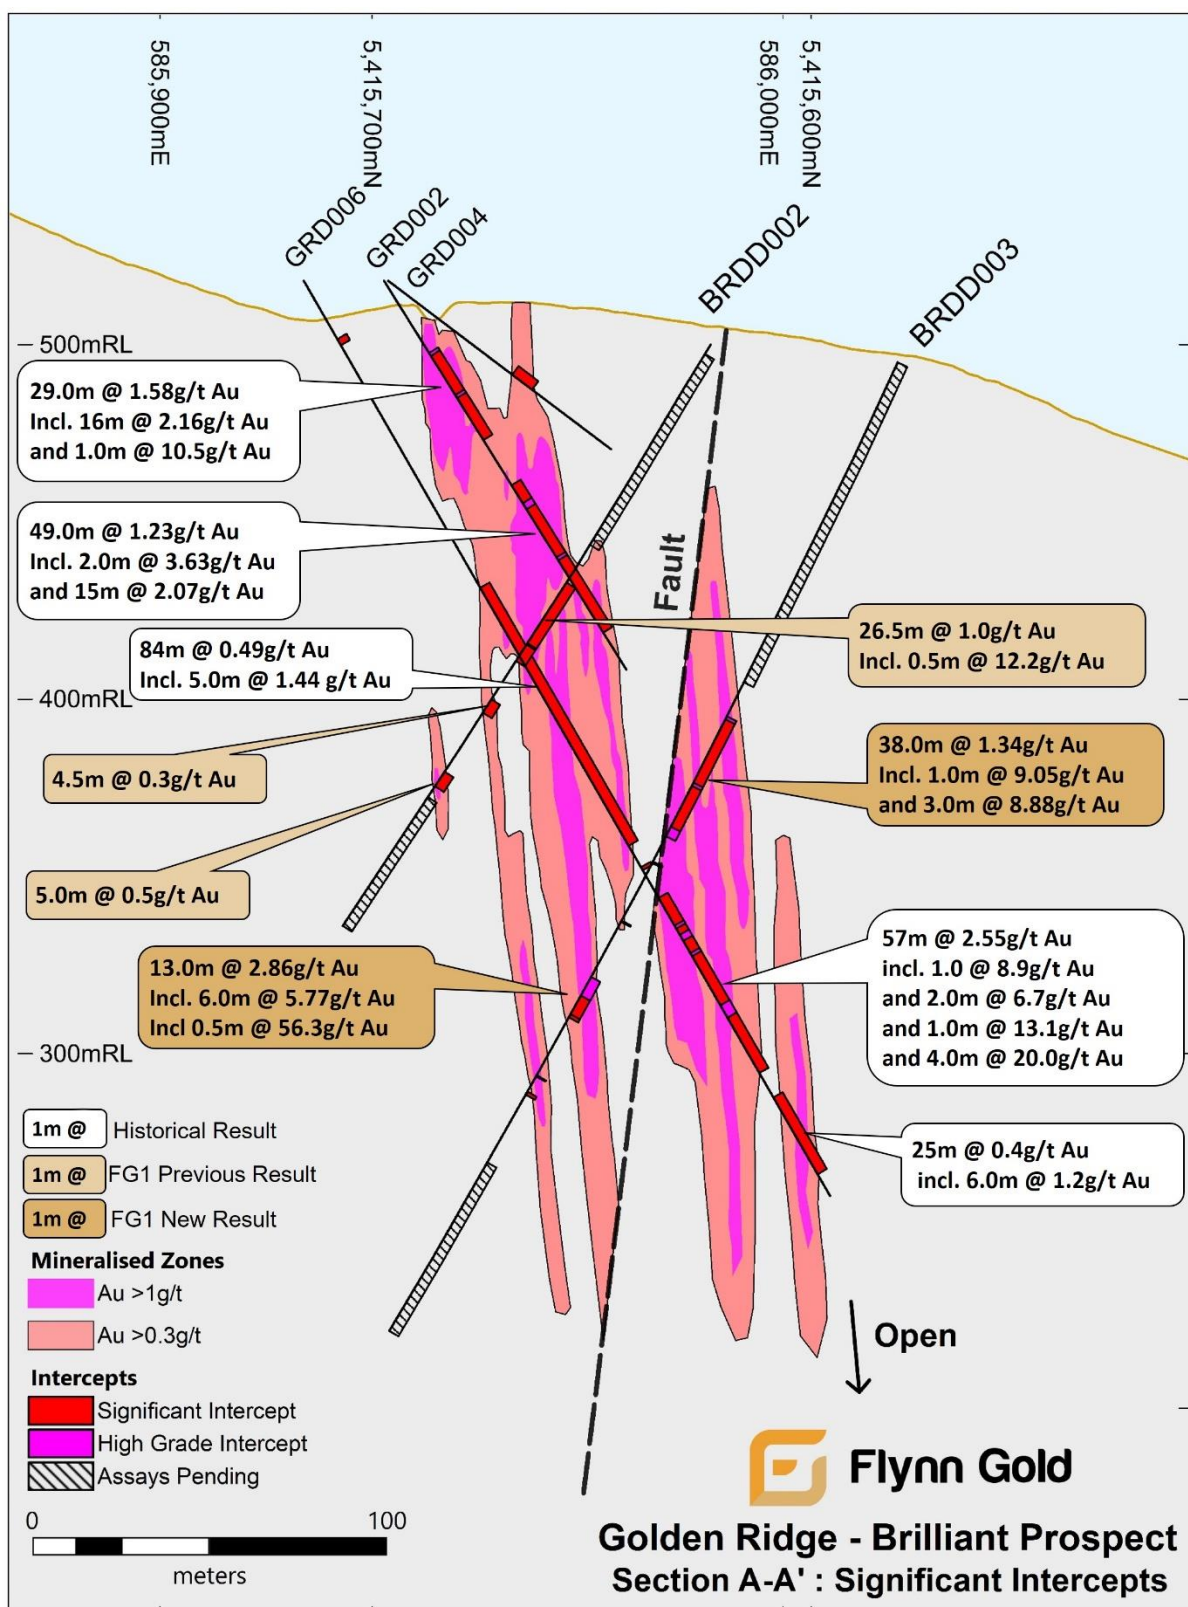 585,900mE
5,415,700mN
586,000mE
5,415,600mN
GRD006
GRD002
GRD004
BRDD002
BRDD003
500mRL
29.0m @ 1.58g/t Au
Incl. 16m @ 2.16g/t Au
and 1.0m @ 10.5g/t Au
49.0m @ 1.23g/t Au
Incl. 2.0m @ 3.63g/t Au
and 15m @ 2.07g/t Au
Fault
84m @ 0.49g/t Au
Incl. 5.0m @ 1.44 g/t Au
26.5m @ 1.0g/t Au
Incl. 0.5m @ 12.2g/t Au
400mRL
4.5m @ 0.3g/t Au
38.0m @ 1.34g/t Au
Incl. 1.0m @ 9.05g/t Au
and 3.0m @ 8.88g/t Au
5.0m @ 0.5g/t Au
13.0m @ 2.86g/t Au
Incl. 6.0m @ 5.77g/t Au
Incl 0.5m @ 56.3g/t Au
57m @ 2.55g/t Au
incl. 1.0 @ 8.9g/t Au
and 2.0m @ 6.7g/t Au
and 1.0m @ 13.1g/t Au
and 4.0m @ 20.0g/t Au
300mRL
25m @ 0.4g/t Au
incl. 6.0m @ 1.2g/t Au
1m @ Historical Result
1m @ FG1 Previous Result
1m @ FG1 New Result
Mineralised Zones
Au >1g/t
Au >0.3g/t
Intercepts
Significant Intercept
High Grade Intercept
Assays Pending
0 100
meters
Open
Flynn Gold
Golden Ridge - Brilliant Prospect
Section A-A' : Significant Intercepts